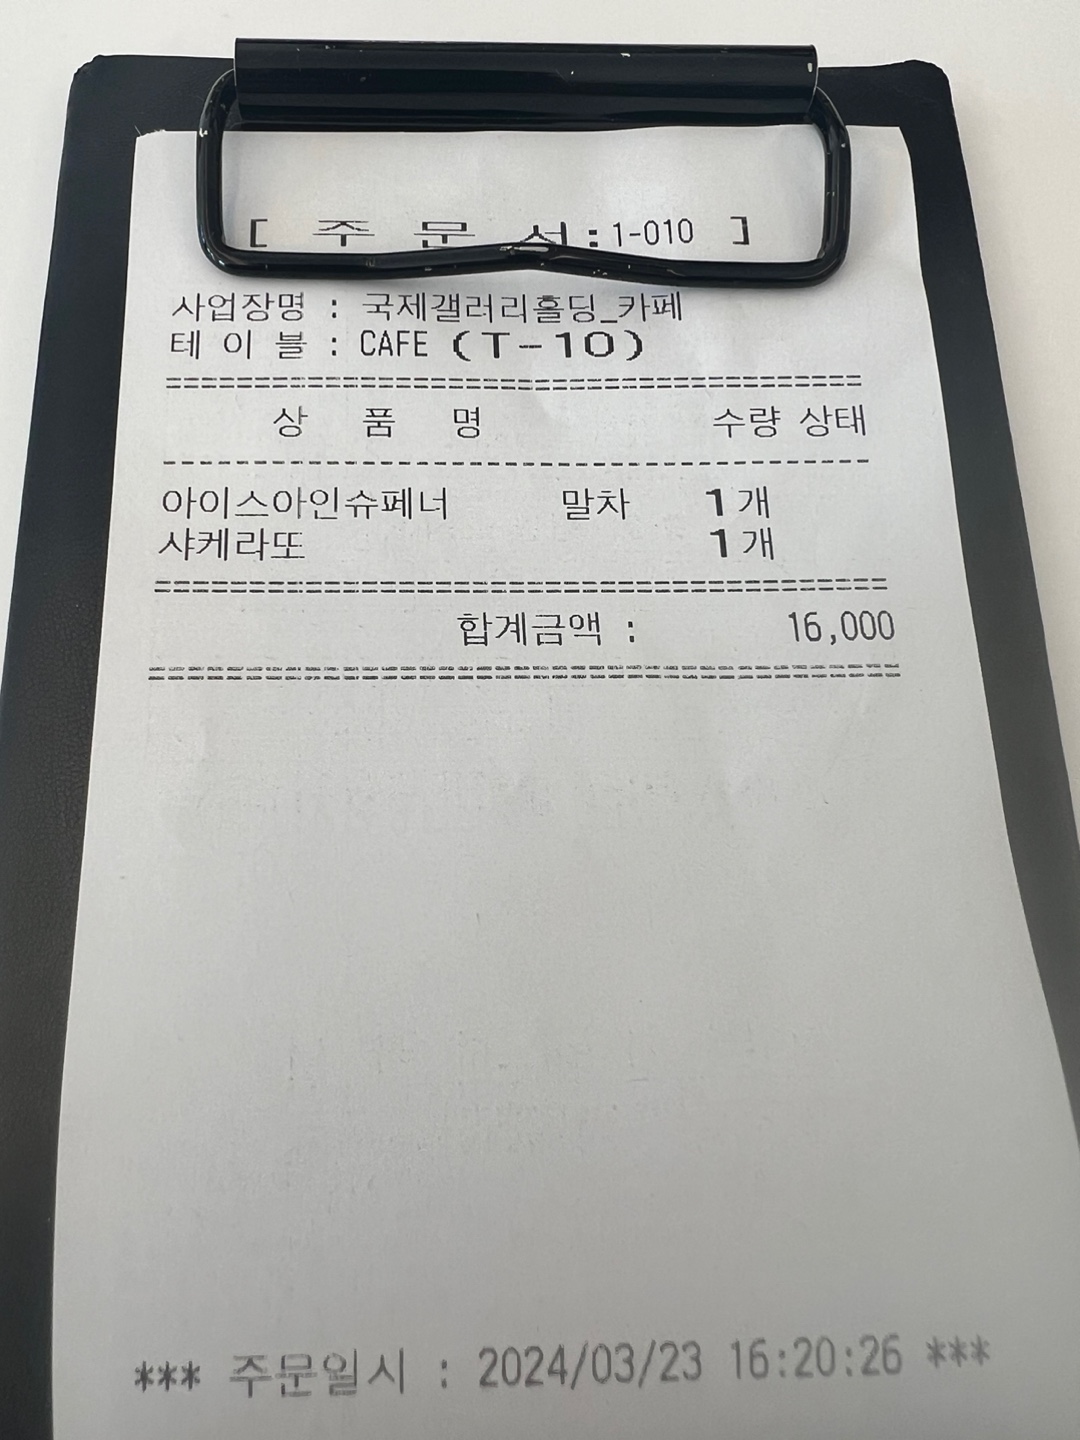 [ 주 문 서:1-010 ]
사업장명 : 국제갤러리홀딩_카페
테 이 블 : CAFE (T-10)
========================================
상 품 명 수량 상태
----------------------------------------
아이스아인슈페너 말차 1개
샤케라또 1개
========================================
합계금액 : 16,000
========================================
*** 주문일시 : 2024/03/23 16:20:26 ***